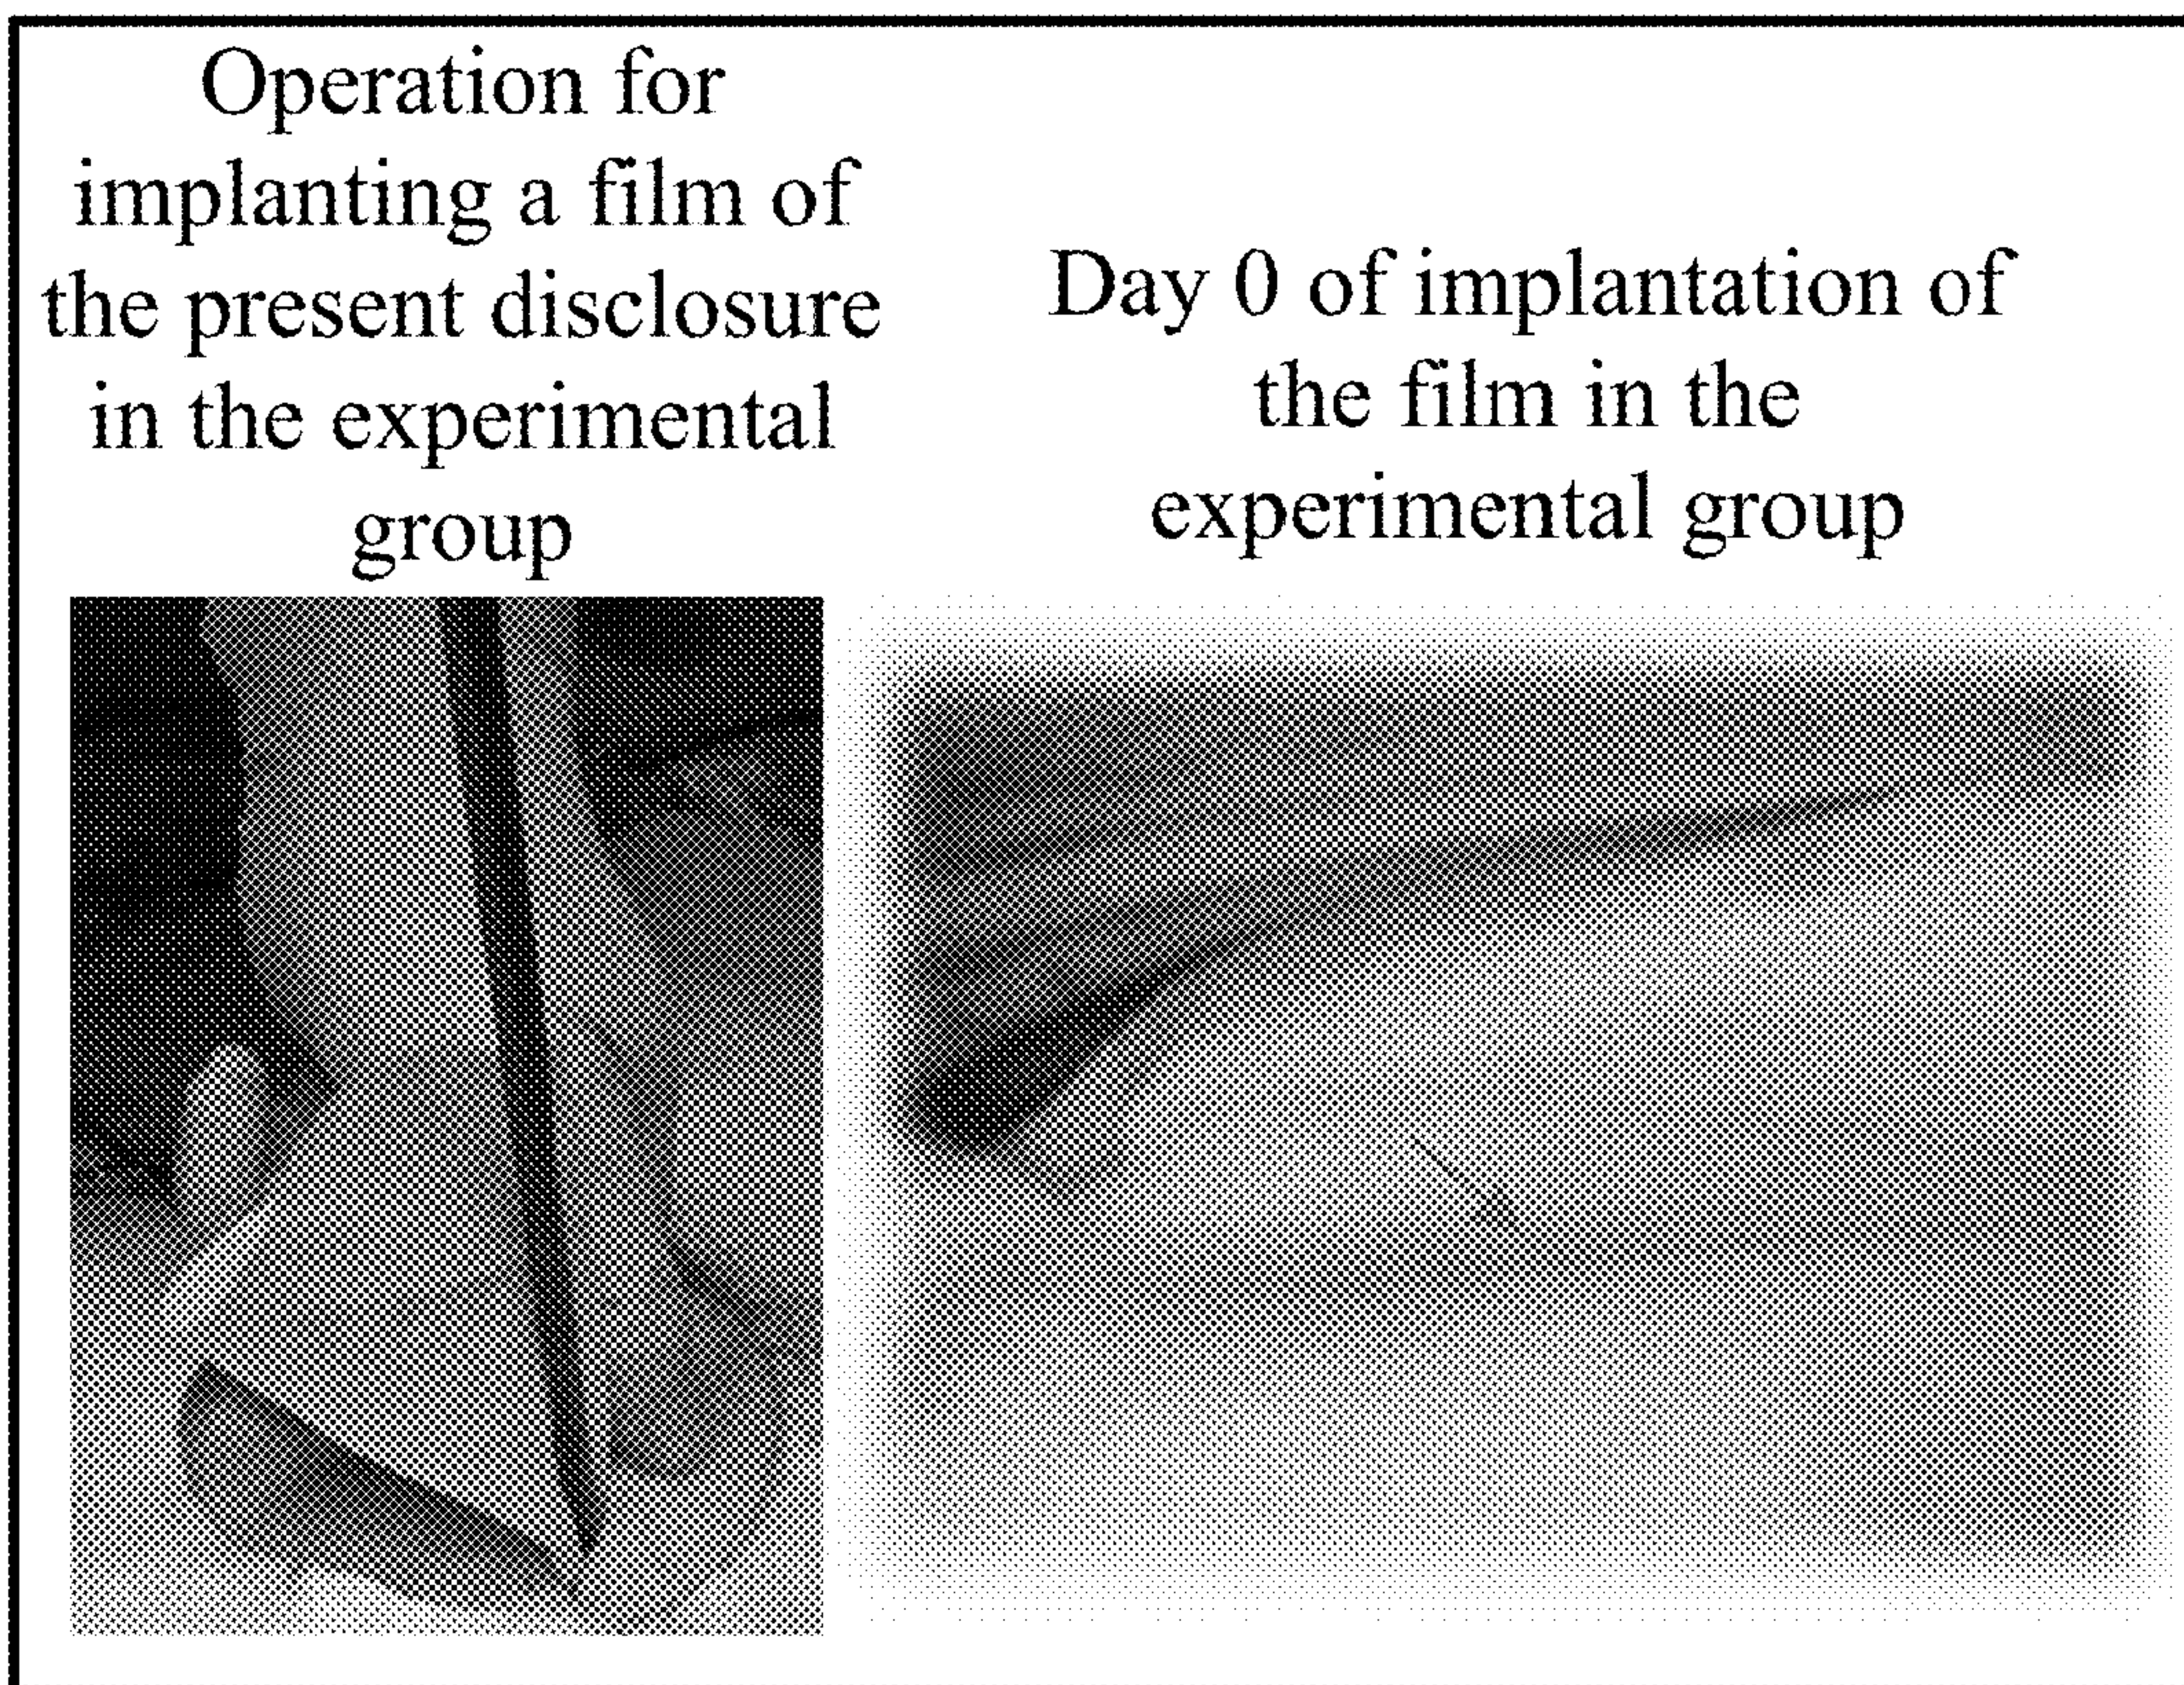 Operation for
implanting a film of
the present disclosure
in the experimental
group
Day 0 of implantation of
the film in the
experimental group